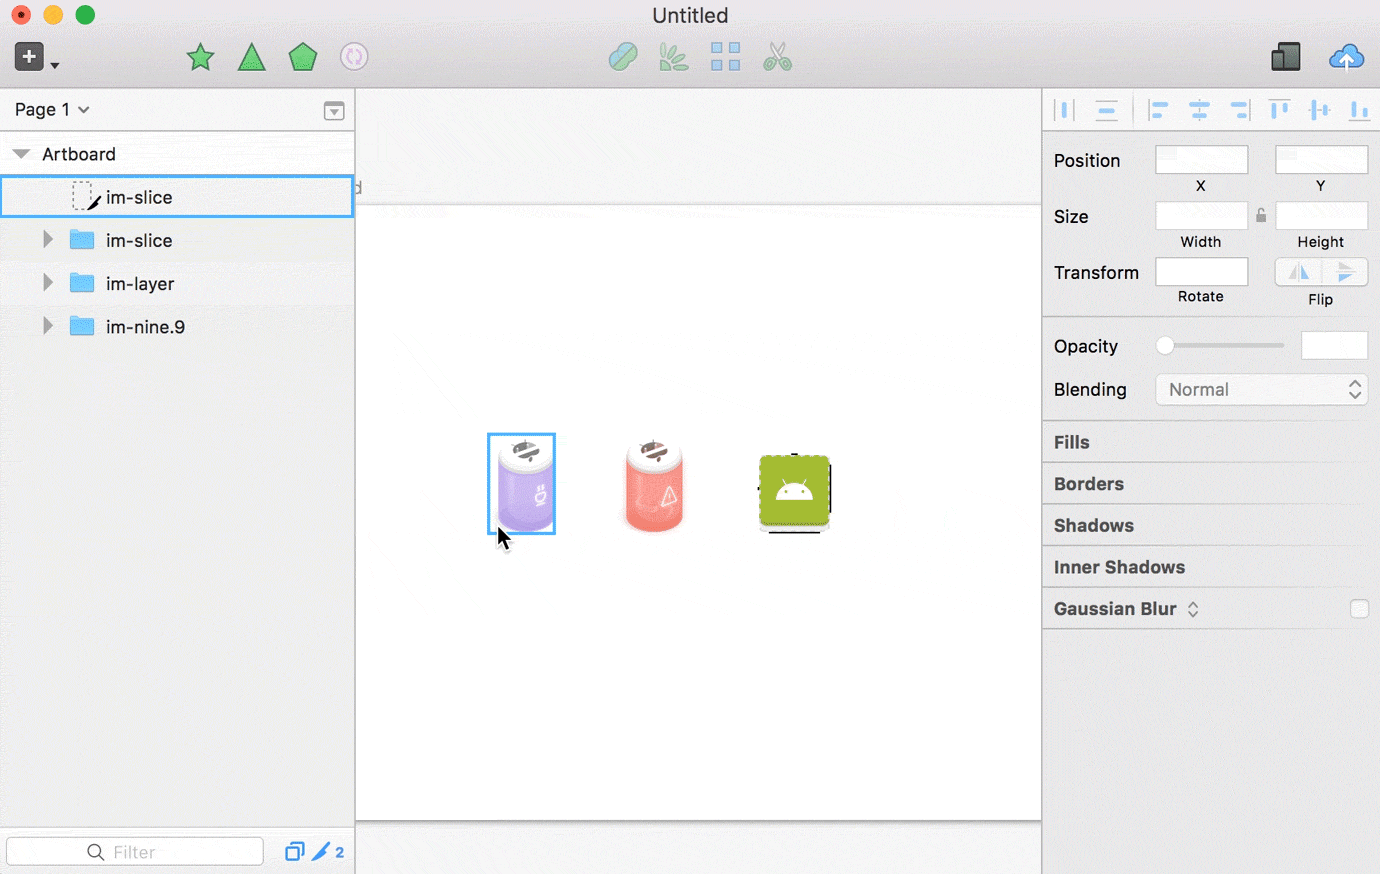 Untitled
Page 1
Artboard
im-slice
im-slice
im-layer
im-nine.9
Filter
2
d
Position
X
Y
Size
Width
Height
Transform
Rotate
Flip
Opacity
Blending
Normal
Fills
Borders
Shadows
Inner Shadows
Gaussian Blur